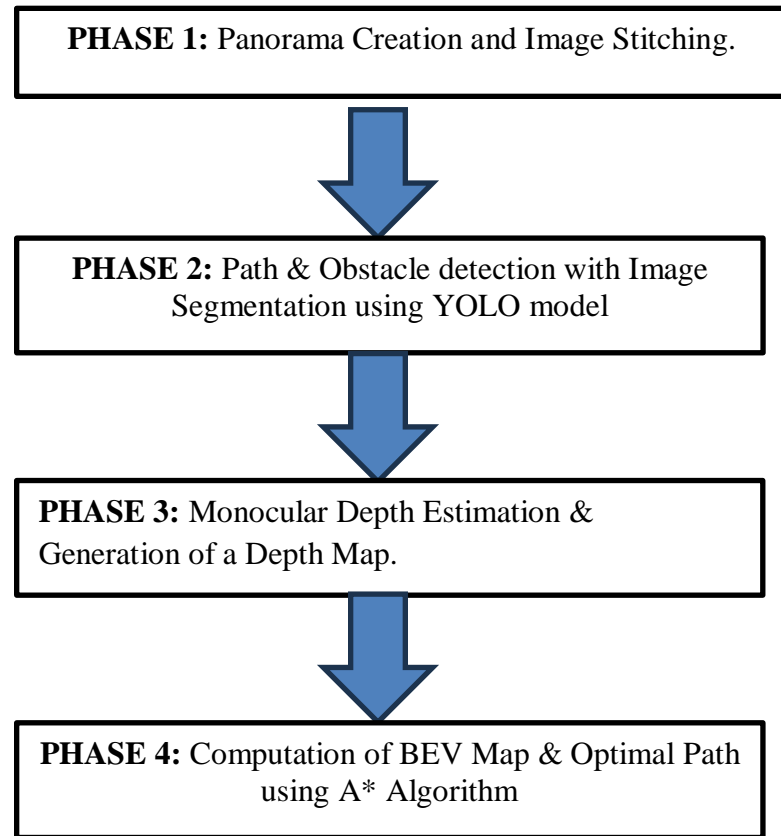 PHASE 1: Panorama Creation and Image Stitching.
PHASE 2: Path & Obstacle detection with Image
Segmentation using YOLO model
PHASE 3: Monocular Depth Estimation &
Generation of a Depth Map.
PHASE 4: Computation of BEV Map & Optimal Path
using A* Algorithm